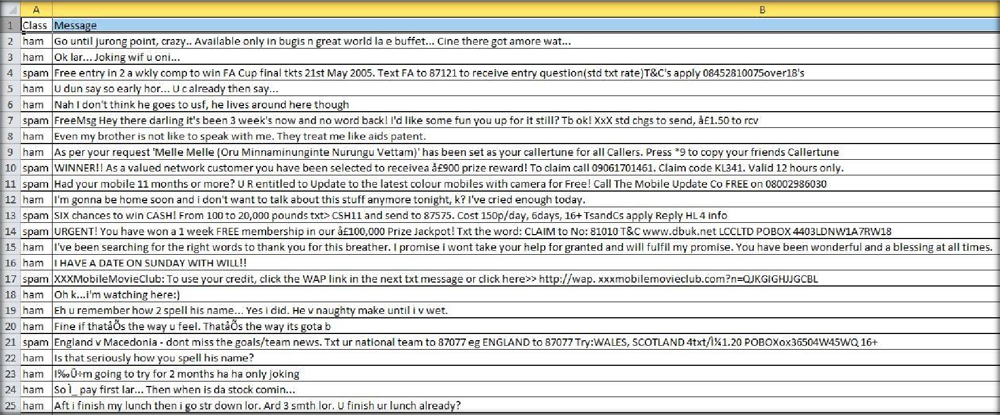 A B
1 Class Message
2 ham Go until jurong point, crazy.. Available only in bugis n great world la e buffet... Cine there got amore wat...
3 ham Ok lar... Joking wif u oni...
4 spam Free entry in 2 a wkly comp to win FA Cup final tkts 21st May 2005. Text FA to 87121 to receive entry question(std txt rate)T&C's apply 08452810075over18's
5 ham U dun say so early hor... U c already then say...
6 ham Nah I don't think he goes to usf, he lives around here though
7 spam FreeMsg Hey there darling it's been 3 week's now and no word back! I'd like some fun you up for it still? Tb ok! XxX std chgs to send, å£1.50 to rcv
8 ham Even my brother is not like to speak with me. They treat me like aids patent.
9 ham As per your request 'Melle Melle (Oru Minnaminunginte Nurungu Vettam)' has been set as your callertune for all Callers. Press *9 to copy your friends Callertune
10 spam WINNER!! As a valued network customer you have been selected to receivea å£900 prize reward! To claim call 09061701461. Claim code KL341. Valid 12 hours only.
11 spam Had your mobile 11 months or more? U R entitled to Update to the latest colour mobiles with camera for Free! Call The Mobile Update Co FREE on 08002986030
12 ham I'm gonna be home soon and i don't want to talk about this stuff anymore tonight, k? I've cried enough today.
13 spam SIX chances to win CASH! From 100 to 20,000 pounds txt> CSH11 and send to 87575. Cost 150p/day, 6days, 16+ TsandCs apply Reply HL 4 info
14 spam URGENT! You have won a 1 week FREE membership in our å£100,000 Prize Jackpot! Txt the word: CLAIM to No: 81010 T&C www.dbuk.net LCCLTD POBOX 4403LDNW1A7RW18
15 ham I've been searching for the right words to thank you for this breather. I promise i wont take your help for granted and will fulfil my promise. You have been wonderful and a blessing at all times.
16 ham I HAVE A DATE ON SUNDAY WITH WILL!!
17 spam XXXMobileMovieClub: To use your credit, click the WAP link in the next txt message or click here>> http://wap. xxxmobilemovieclub.com?n=QJKGIGHJJGCBL
18 ham Oh k...i'm watching here:)
19 ham Eh u remember how 2 spell his name... Yes i did. He v naughty make until i v wet.
20 ham Fine if thatåÕs the way u feel. ThatåÕs the way its gota b
21 spam England v Macedonia - dont miss the goals/team news. Txt ur national team to 87077 eg ENGLAND to 87077 Try:WALES, SCOTLAND 4txt/Ì¼1.20 POBOXox36504W45WQ 16+
22 ham Is that seriously how you spell his name?
23 ham I‰Û÷m going to try for 2 months ha ha only joking
24 ham So Ì_ pay first lar... Then when is da stock comin...
25 ham Aft i finish my lunch then i go str down lor. Ard 3 smth lor. U finish ur lunch already?